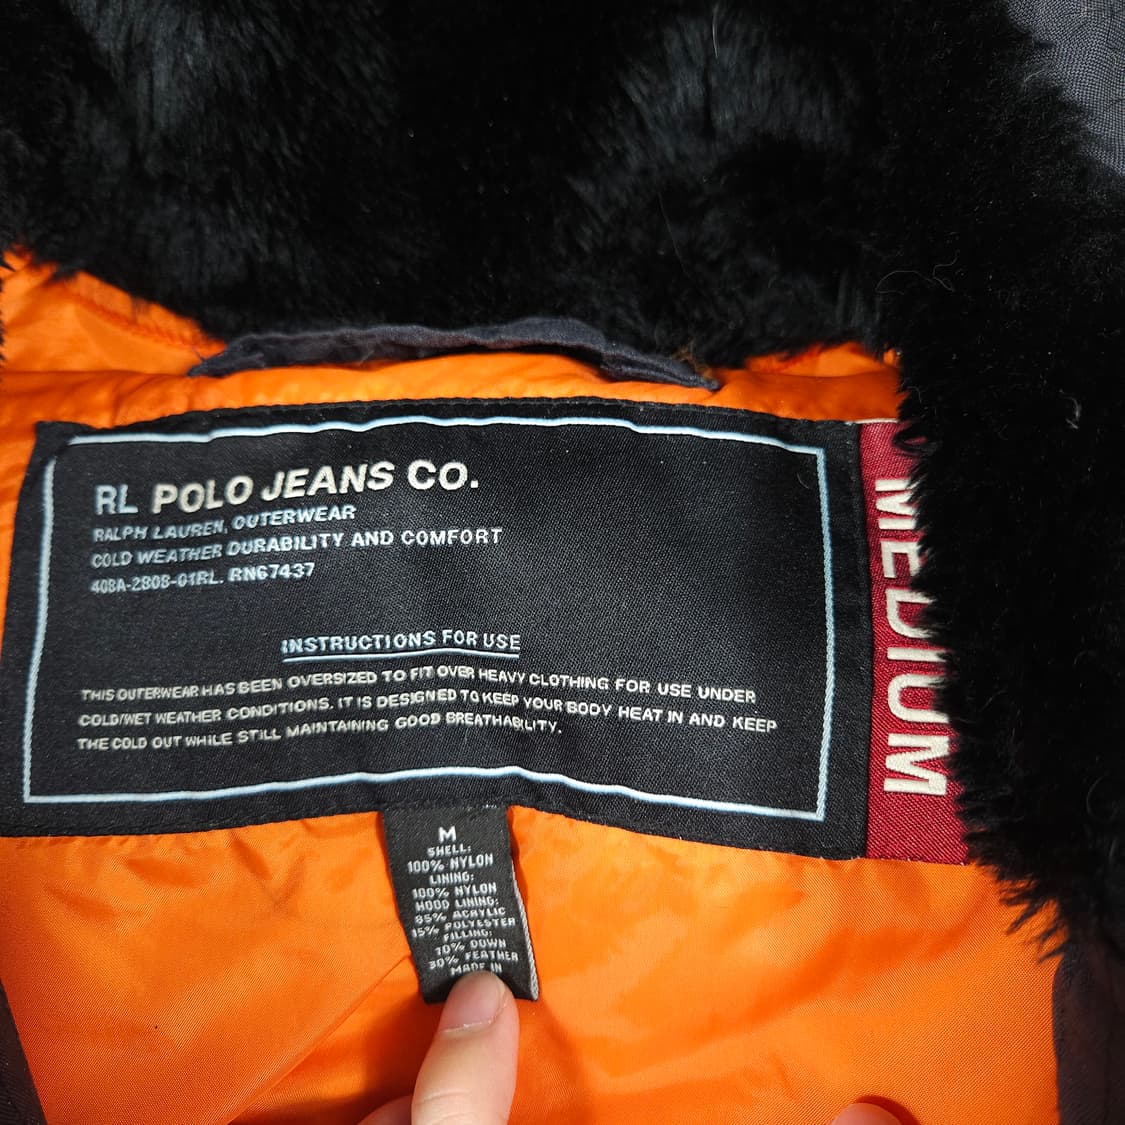 RL POLO JEANS CO.
RALPH LAUREN, OUTERWEAR
COLD WEATHER DURABILITY AND COMFORT
408A-2808-01RL. RN67437
INSTRUCTIONS FOR USE
THIS OUTERWEAR HAS BEEN OVERSIZED TO FIT OVER HEAVY CLOTHING FOR USE UNDER
COLD/WET WEATHER CONDITIONS. IT IS DESIGNED TO KEEP YOUR BODY HEAT IN AND KEEP
THE COLD OUT WHILE STILL MAINTAINING GOOD BREATHABILITY.
MEDIUM
M
SHELL:
100% NYLON
LINING:
100% NYLON
HOOD LINING:
85% ACRYLIC
15% POLYESTER
FILLING:
70% DOWN
30% FEATHER
MADE IN